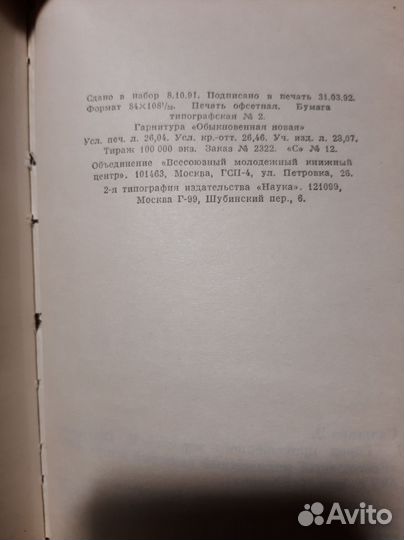 Сдано в набор 8.10.91. Подписано в печать 31.03.92.
Формат 84×108¹/₃₂. Печать офсетная. Бумага
типографская № 2.
Гарнитура «Обыкновенная новая»
Усл. печ. л. 26,04. Усл. кр.-отт. 26,46. Уч. изд. л. 28,07.
Тираж 100 000 экз. Заказ № 2322. «С» № 12.
Объединение «Всесоюзный молодежный книжный
центр». 101463, Москва, ГСП-4, ул. Петровка, 26.
2-я типография издательства «Наука». 121099,
Москва Г-99, Шубинский пер., 6.
Avito